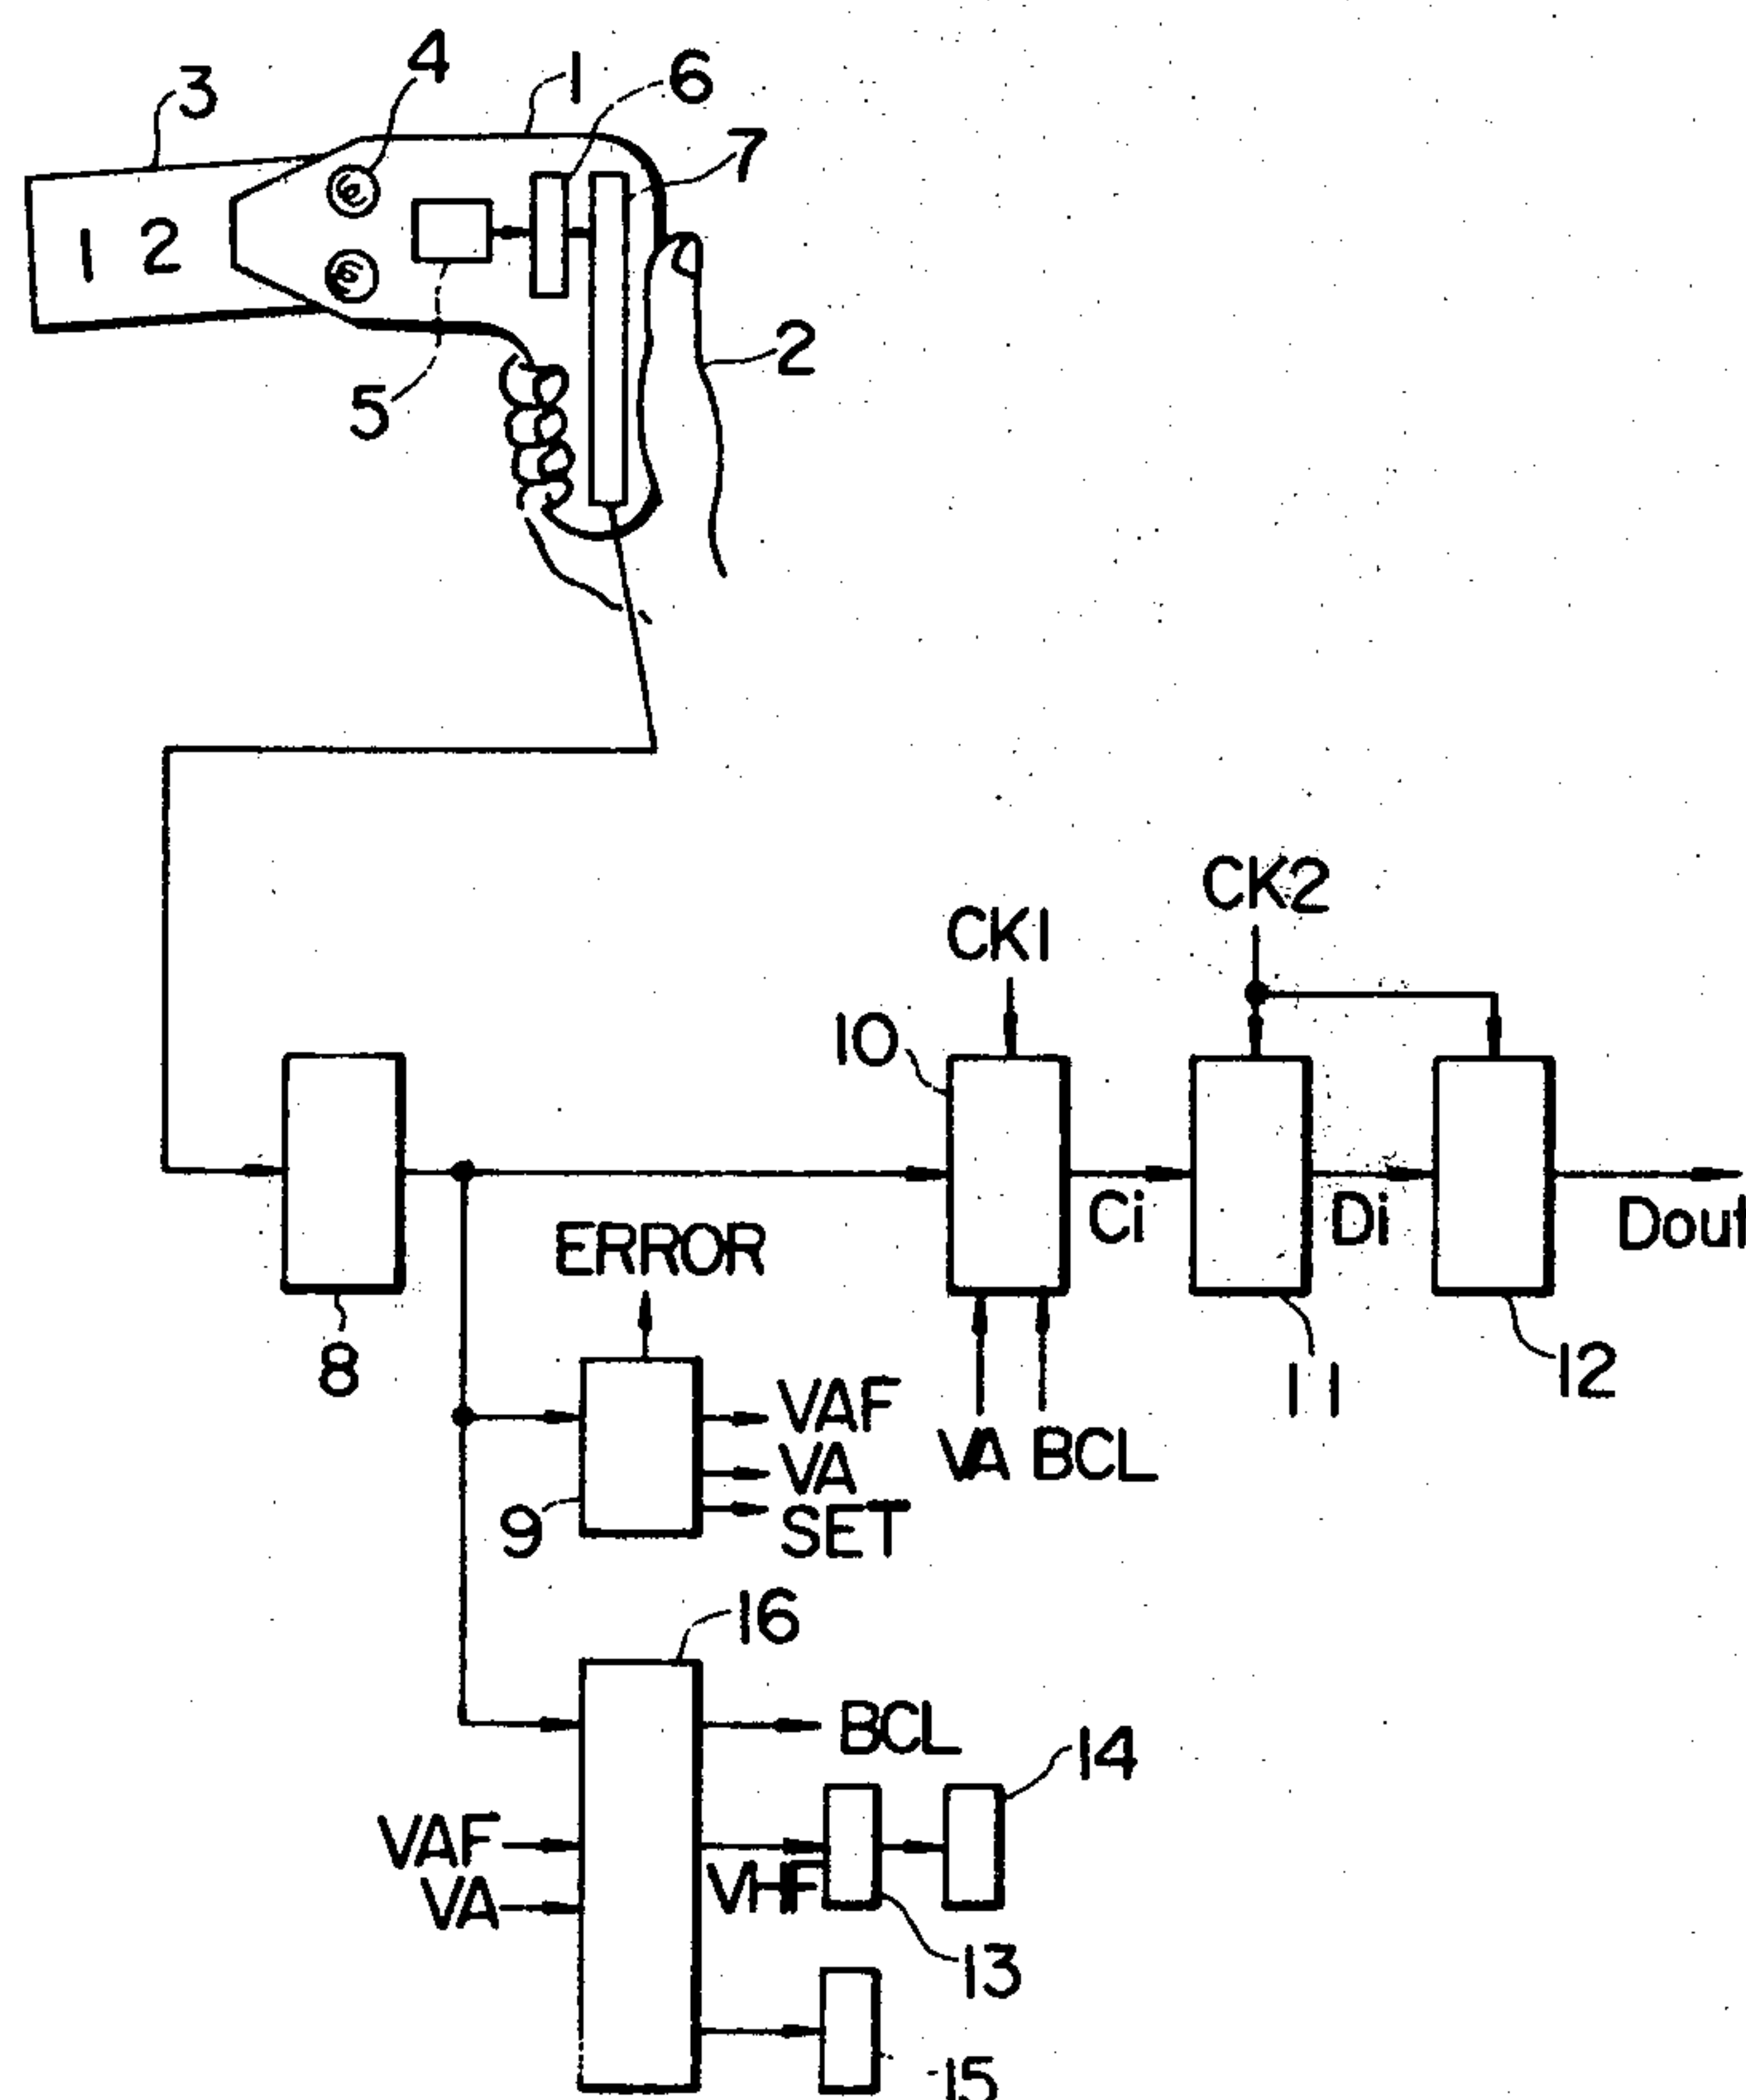 4
1
6
3
7
1 2
2
5
CK2
CK1
10
Ci
Di
Dout
ERROR
8
12
11
VAF
VA
VA BCL
SET
9
16
BCL
14
VAF
VHF
VA
13
15